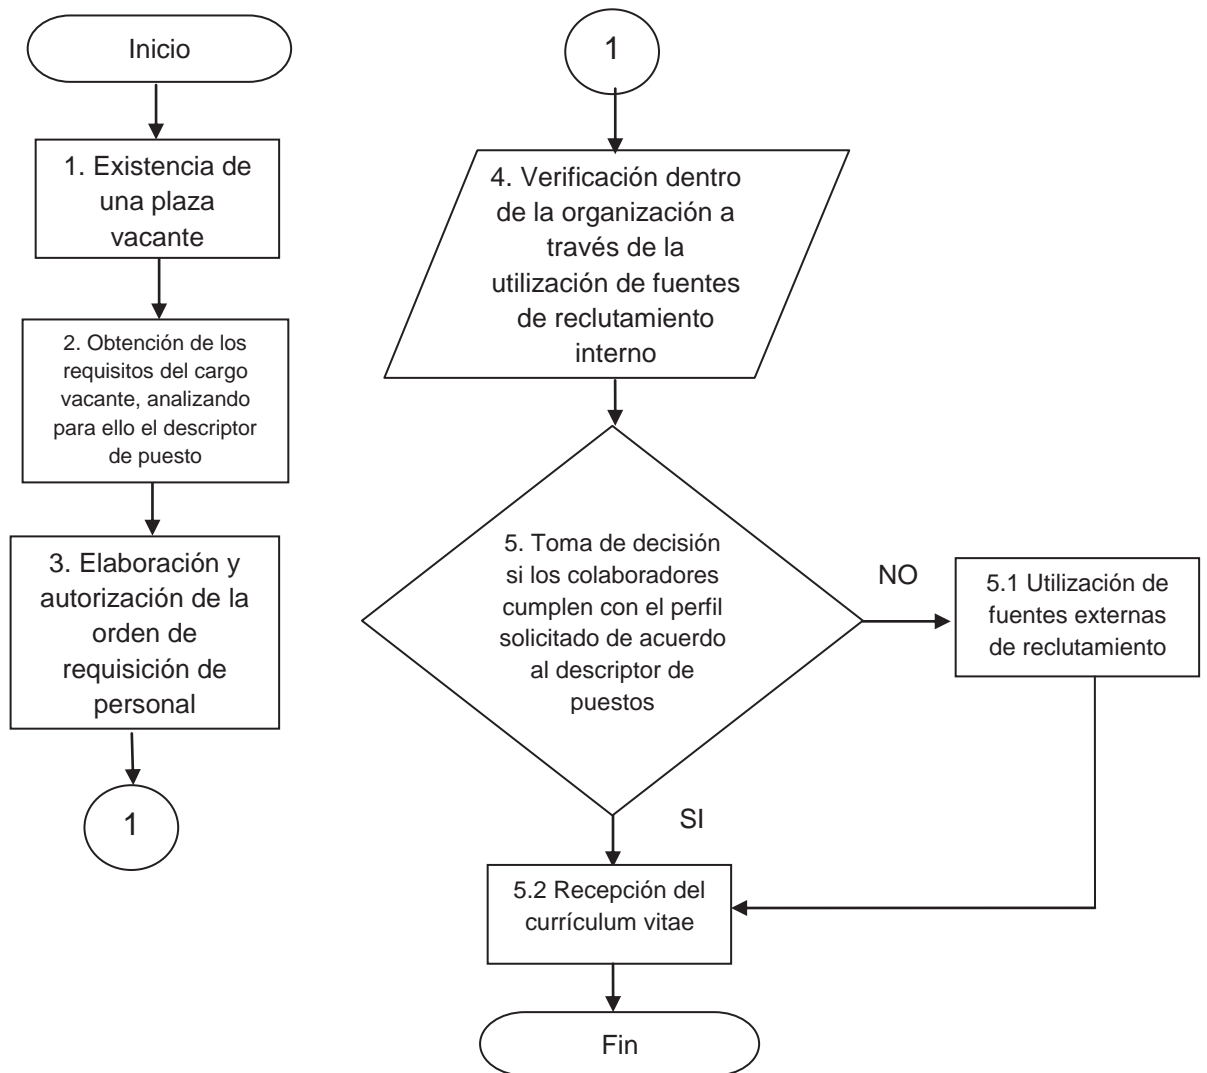 Inicio
1. Existencia de
una plaza
vacante
2. Obtención de los
requisitos del cargo
vacante, analizando
para ello el descriptor
de puesto
3. Elaboración y
autorización de la
orden de
requisición de
personal
1
1
4. Verificación dentro
de la organización a
través de la
utilización de fuentes
de reclutamiento
interno
5. Toma de decisión
si los colaboradores
cumplen con el perfil
solicitado de acuerdo
al descriptor de
puestos
NO
5.1 Utilización de
fuentes externas
de reclutamiento
SI
5.2 Recepción del
currículum vitae
Fin